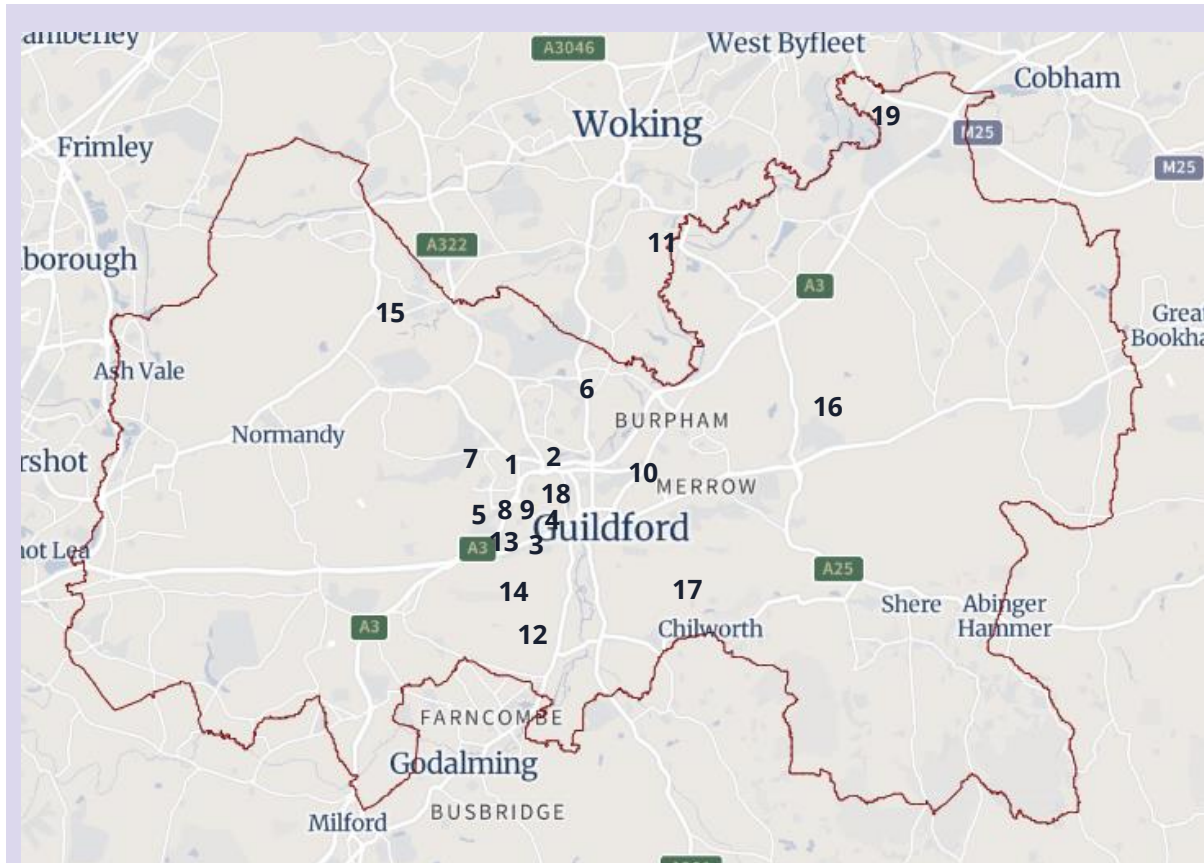 amberley
A3046
West Byfleet
Cobham
Woking
19
M25
Frimley
M25
11
A322
borough
A3
15
Great
Bookha
Ash Vale
6
16
BURPHAM
Normandy
rshot
7
1
2
10
MERROW
18
5
8
9
4
Guildford
13
3
A3
not Lea
A25
14
17
Shere
Abinger
Hammer
A3
12
Chilworth
FARNCOMBE
Godalming
BUSBRIDGE
Milford